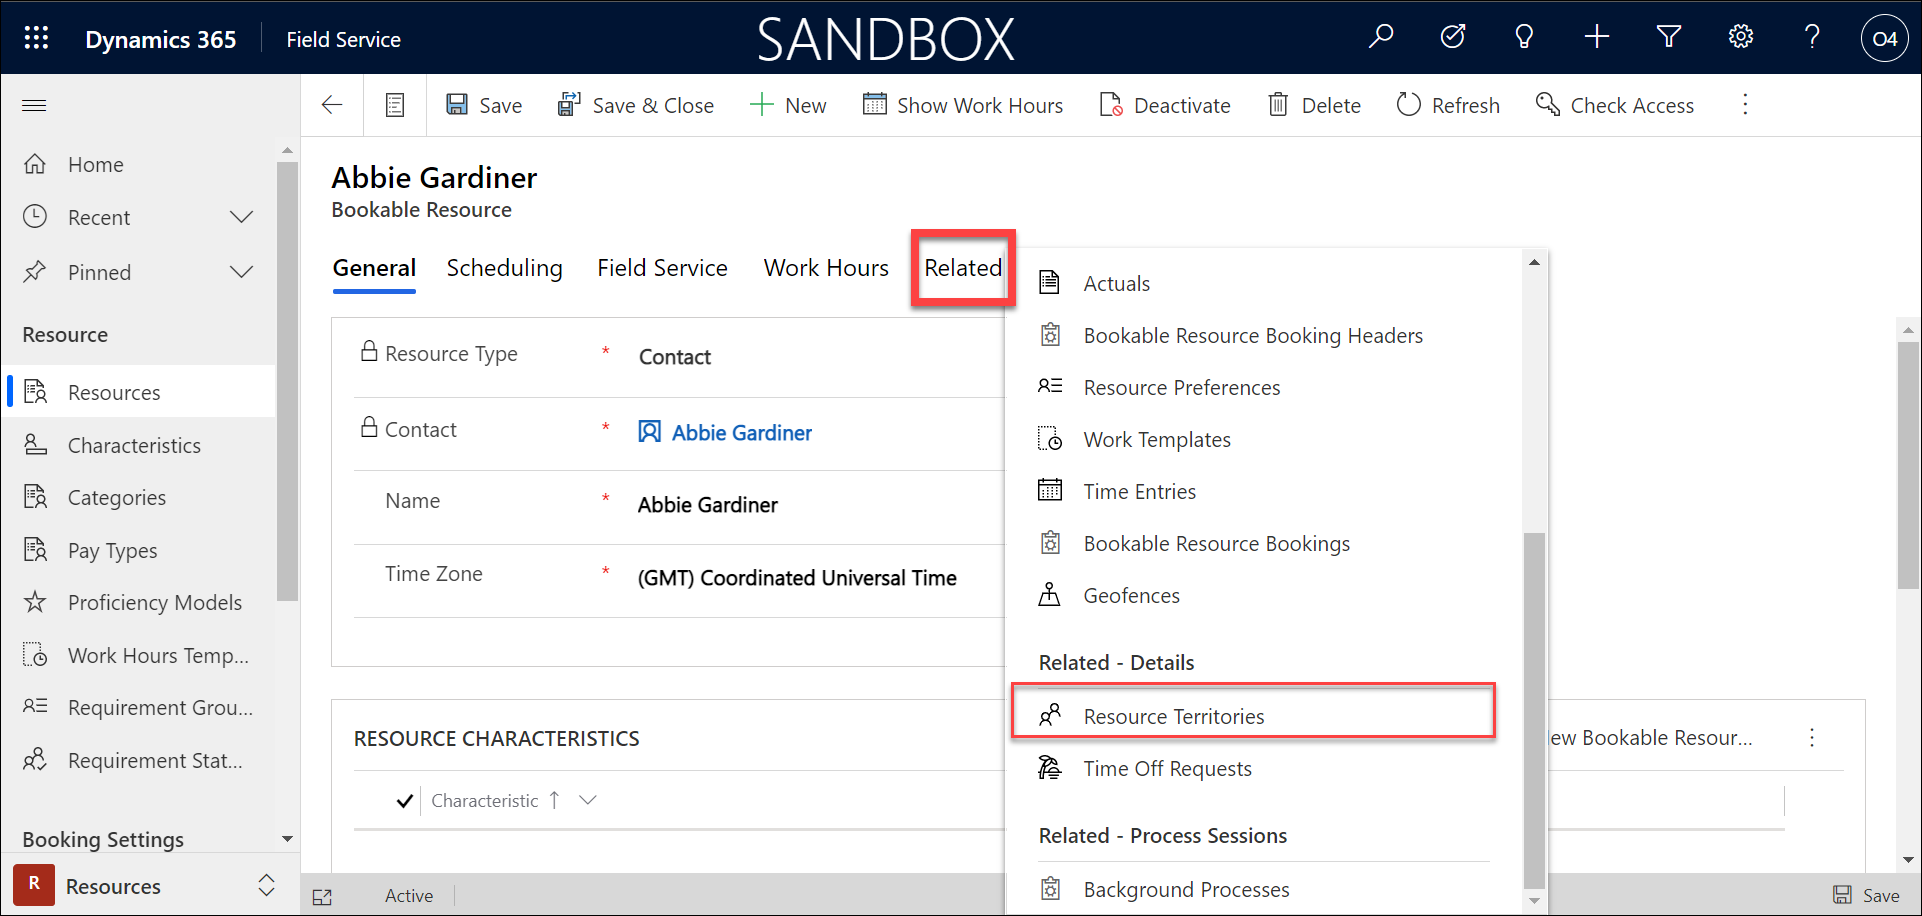 Dynamics 365
Field Service
SANDBOX
O4
Save
Save & Close
New
Show Work Hours
Deactivate
Delete
Refresh
Check Access
Home
Recent
Pinned
Resource
Resources
Characteristics
Categories
Pay Types
Proficiency Models
Work Hours Temp...
Requirement Grou...
Requirement Stat...
Booking Settings
R
Resources
Abbie Gardiner
Bookable Resource
General
Scheduling
Field Service
Work Hours
Related
Resource Type
*
Contact
Contact
*
Abbie Gardiner
Name
*
Abbie Gardiner
Time Zone
*
(GMT) Coordinated Universal Time
RESOURCE CHARACTERISTICS
Characteristic
Actuals
Bookable Resource Booking Headers
Resource Preferences
Work Templates
Time Entries
Bookable Resource Bookings
Geofences
Related - Details
Resource Territories
Time Off Requests
Related - Process Sessions
Background Processes
Bookable Resour...
Active
Save